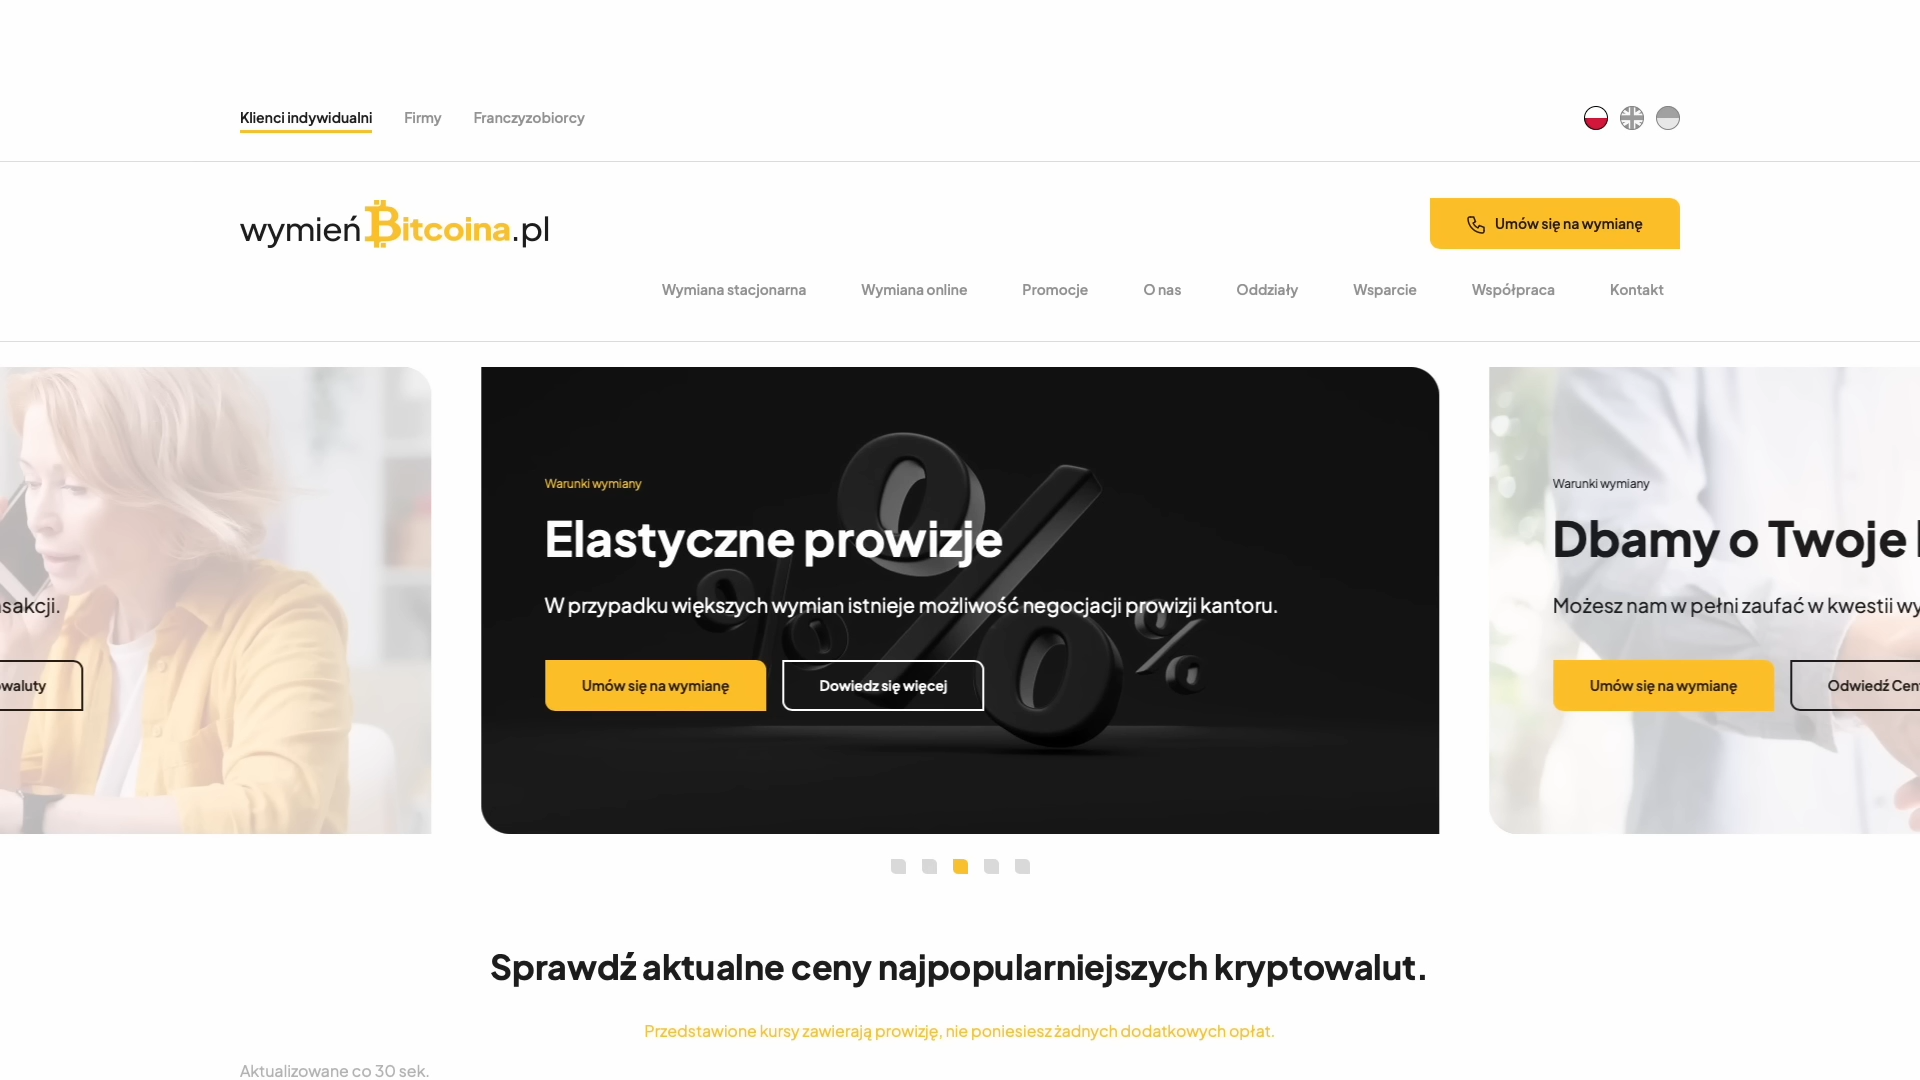 Klienci indywidualni Firmy Franczyzobiorcy
wymień Bitcoina.pl
Umów się na wymianę
Wymiana stacjonarna Wymiana online Promocje O nas Oddziały Wsparcie Współpraca Kontakt
sakcji.
waluty
Warunki wymiany
Elastyczne prowizje
W przypadku większych wymian istnieje możliwość negocjacji prowizji kantoru.
Umów się na wymianę
Dowiedz się więcej
Warunki wymiany
Dbamy o Twoje
Możesz nam w pełni zaufać w kwestii wy
Umów się na wymianę
Odwiedź Cen
Sprawdź aktualne ceny najpopularniejszych kryptowalut.
Przedstawione kursy zawierają prowizję, nie poniesiesz żadnych dodatkowych opłat.
Aktualizowane co 30 sek.